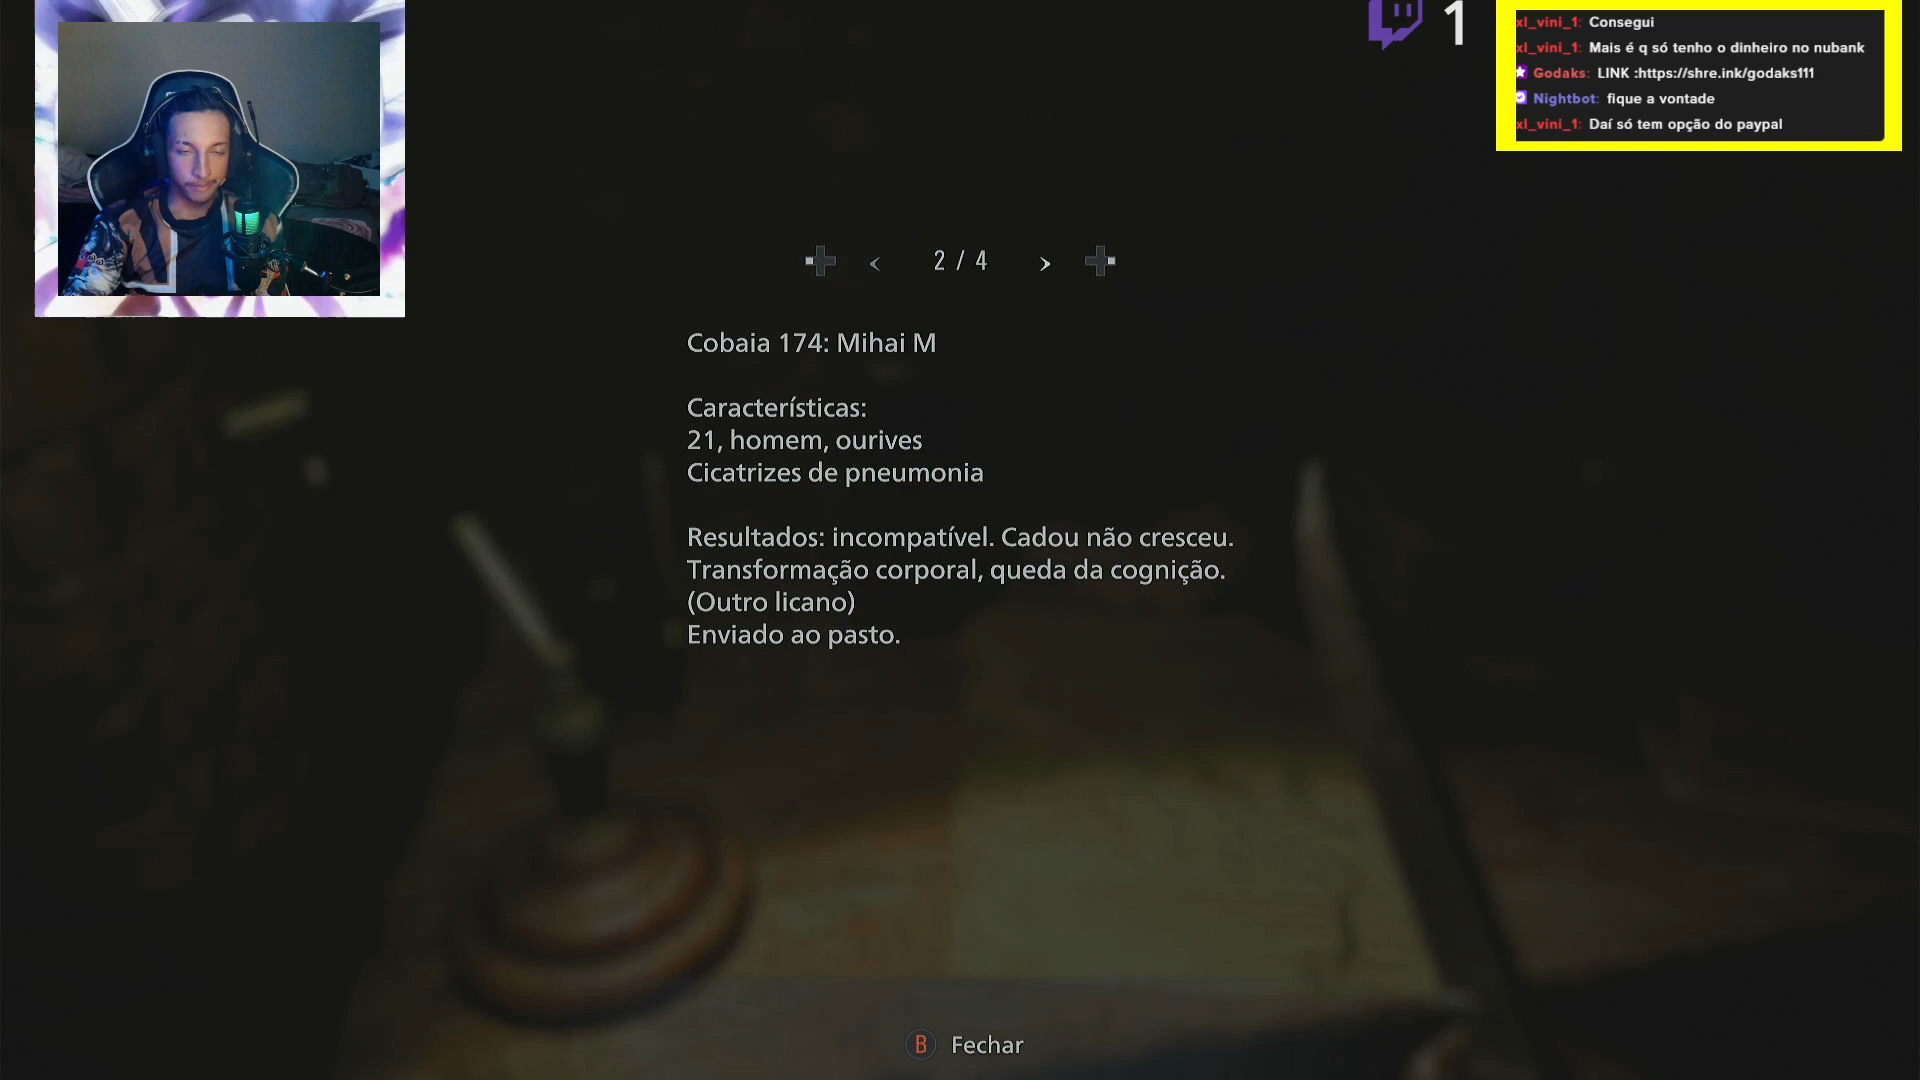 1
xl_vini_1: Consegui
xl_vini_1: Mais é q só tenho o dinheiro no nubank
Godaks: LINK :https://shre.ink/godaks111
Nightbot: fique a vontade
xl_vini_1: Daí só tem opção do paypal
< 2 / 4 >
Cobaia 174: Mihai M
Características:
21, homem, ourives
Cicatrizes de pneumonia
Resultados: incompatível. Cadou não cresceu.
Transformação corporal, queda da cognição.
(Outro licano)
Enviado ao pasto.
B Fechar